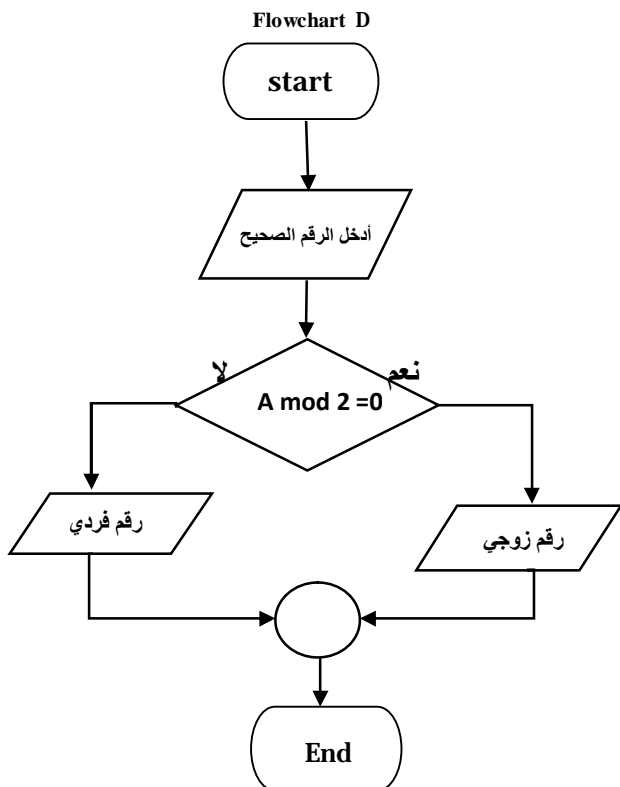 Flowchart D
start
أدخل الرقم الصحيح
لا
نعم
A mod 2 =0
رقم فردي
رقم زوجي
End